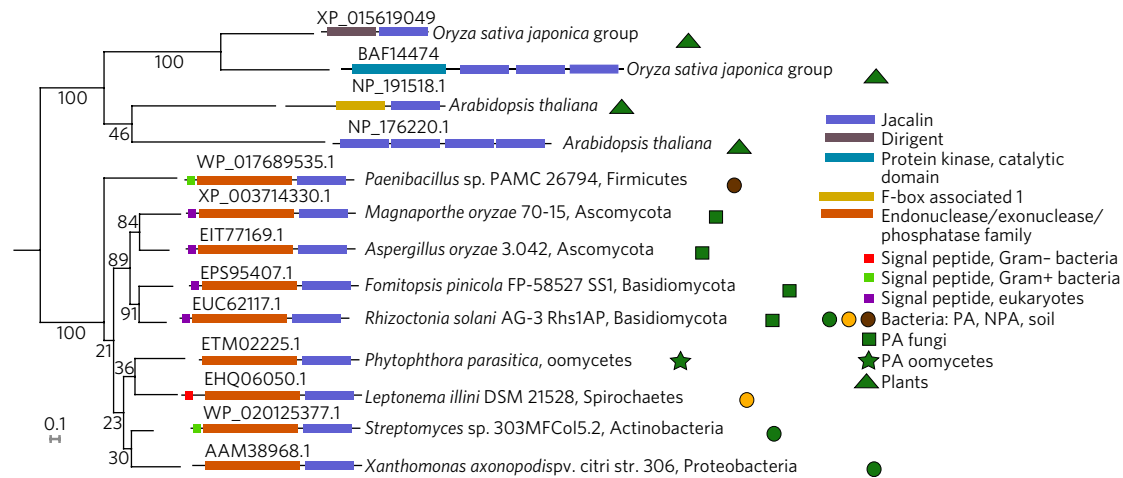 XP_015619049
Oryza sativa japonica group
100
BAF14474
Oryza sativa japonica group
100
NP_191518.1
Arabidopsis thaliana
46
NP_176220.1
Arabidopsis thaliana
WP_017689535.1
Paenibacillus sp. PAMC 26794, Firmicutes
XP_003714330.1
84
Magnaporthe oryzae 70-15, Ascomycota
EIT77169.1
Aspergillus oryzae 3.042, Ascomycota
89
EPS95407.1
Fomitopsis pinicola FP-58527 SS1, Basidiomycota
EUC62117.1
91
Rhizoctonia solani AG-3 Rhs1AP, Basidiomycota
100
21
ETM02225.1
Phytophthora parasitica, oomycetes
36
EHQ06050.1
Leptonema illini DSM 21528, Spirochaetes
WP_020125377.1
23
Streptomyces sp. 303MFCol5.2, Actinobacteria
AAM38968.1
30
Xanthomonas axonopodispv. citri str. 306, Proteobacteria
0.1
Jacalin
Dirigent
Protein kinase, catalytic
domain
F-box associated 1
Endonuclease/exonuclease/
phosphatase family
Signal peptide, Gram− bacteria
Signal peptide, Gram+ bacteria
Signal peptide, eukaryotes
Bacteria: PA, NPA, soil
PA fungi
PA oomycetes
Plants